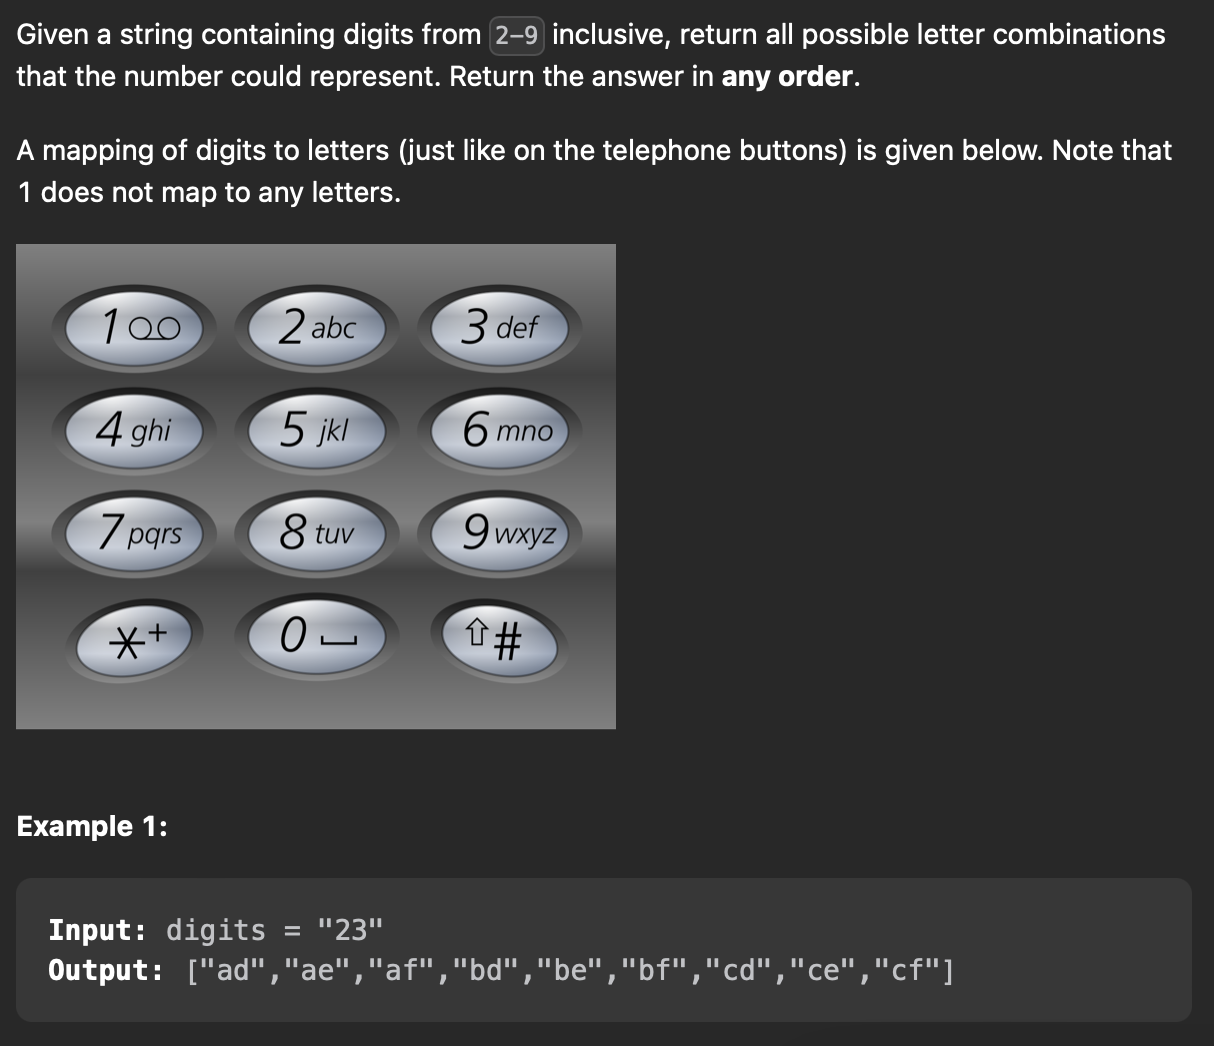 Given a string containing digits from 2-9 inclusive, return all possible letter combinations
that the number could represent. Return the answer in any order.
A mapping of digits to letters (just like on the telephone buttons) is given below. Note that
1 does not map to any letters.
1 2 abc 3 def
4 ghi 5 jkl 6 mno
7 pqrs 8 tuv 9 wxyz
*+ 0 ⇧#
Example 1:
Input: digits = "23"
Output: ["ad","ae","af","bd","be","bf","cd","ce","cf"]